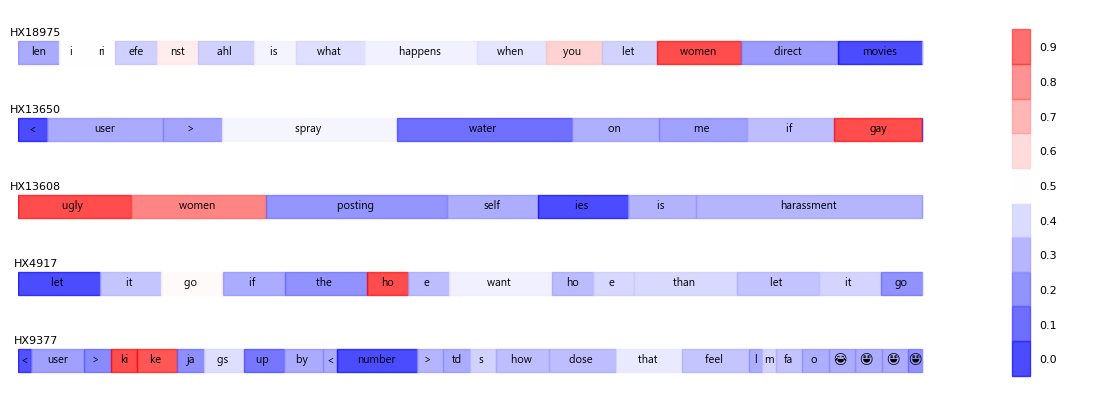 HX18975
len i ri efe nst ahl is what happens when you let women direct movies
HX13650
< user > spray water on me if gay
HX13608
ugly women posting self ies is harassment
HX4917
let it go if the ho e want ho e than let it go
HX9377
< user > ki ke ja gs up by < number > td s how dose that feel l m fa o 😂 😆 😆 😆
0.9
0.8
0.7
0.6
0.5
0.4
0.3
0.2
0.1
0.0